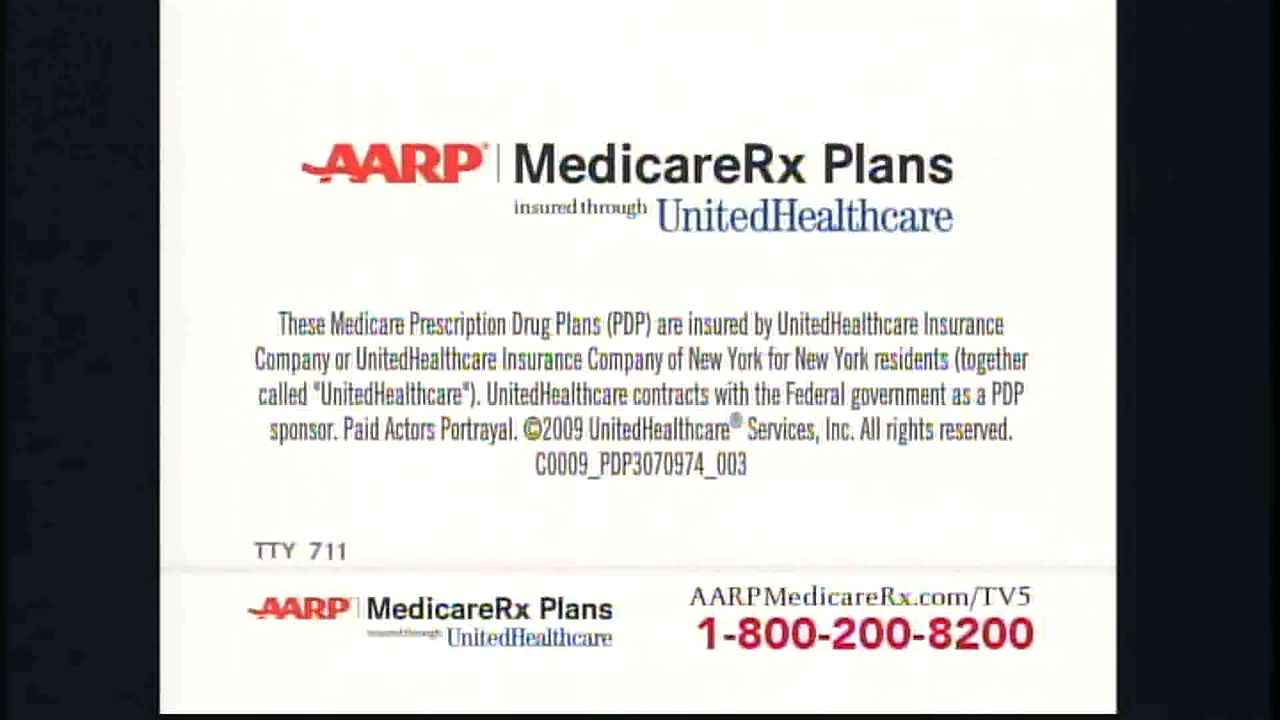 AARP® | MedicareRx Plans
insured through UnitedHealthcare
These Medicare Prescription Drug Plans (PDP) are insured by UnitedHealthcare Insurance
Company or UnitedHealthcare Insurance Company of New York for New York residents (together
called "UnitedHealthcare"). UnitedHealthcare contracts with the Federal government as a PDP
sponsor. Paid Actors Portrayal. ©2009 UnitedHealthcare® Services, Inc. All rights reserved.
C0009_PDP3070974_003
TTY 711
AARP | MedicareRx Plans
insured through UnitedHealthcare
AARPMedicareRx.com/TV5
1-800-200-8200